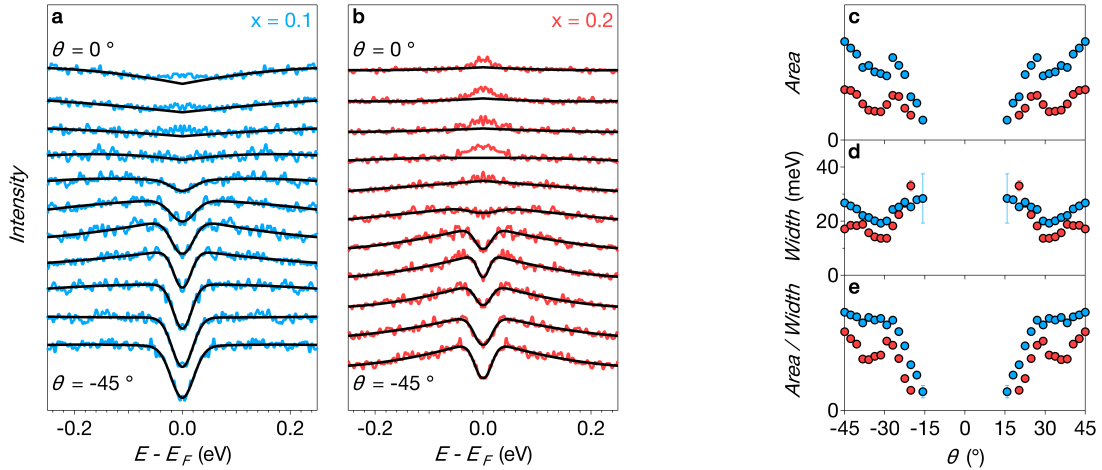 a
x = 0.1
θ = 0 °
θ = -45 °
Intensity
-0.2
0.0
0.2
E - E_F (eV)
b
x = 0.2
θ = 0 °
θ = -45 °
-0.2
0.0
0.2
E - E_F (eV)
c
Area
0
d
Width (meV)
40
20
0
e
Area / Width
0
-45
-30
-15
0
15
30
45
θ (°)